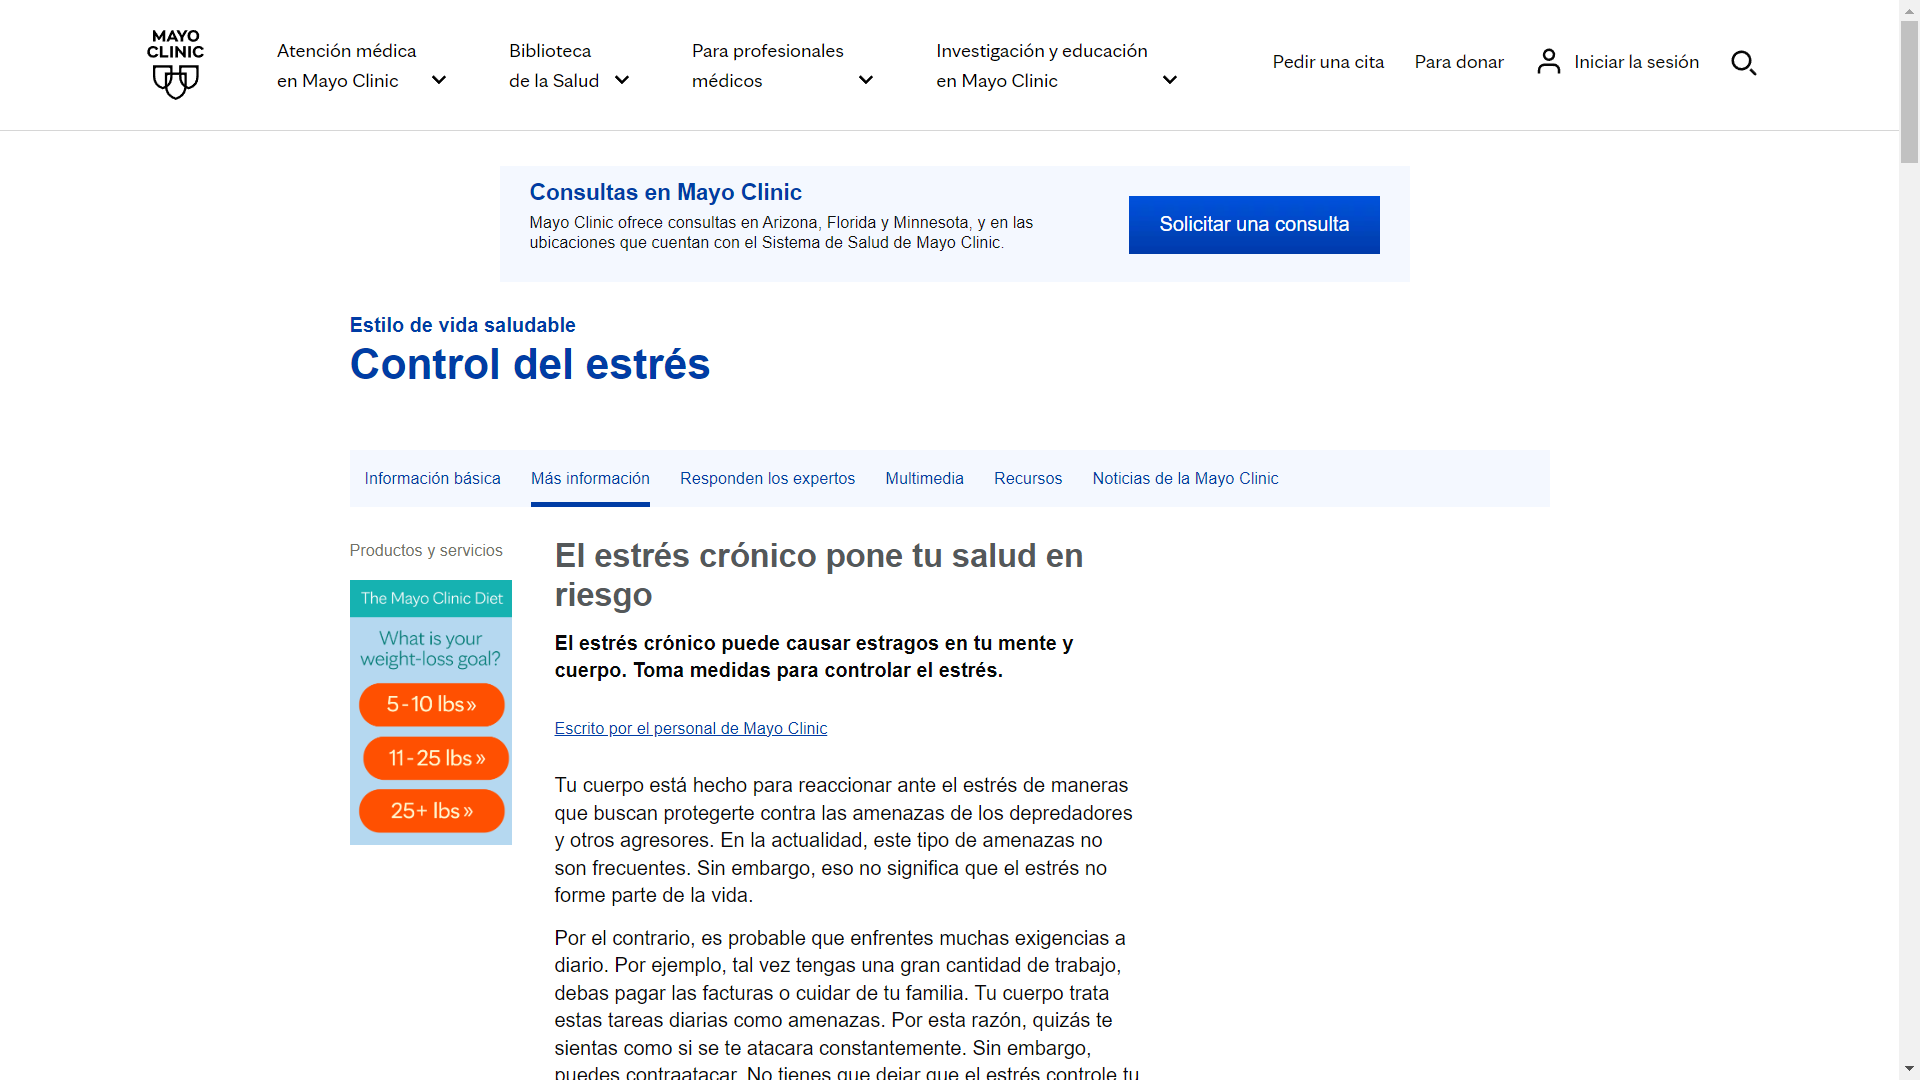 MAYO
CLINIC
Atención médica
en Mayo Clinic
Biblioteca
de la Salud
Para profesionales
médicos
Investigación y educación
en Mayo Clinic
Pedir una cita
Para donar
Iniciar la sesión
Consultas en Mayo Clinic
Mayo Clinic ofrece consultas en Arizona, Florida y Minnesota, y en las
ubicaciones que cuentan con el Sistema de Salud de Mayo Clinic.
Solicitar una consulta
Estilo de vida saludable
Control del estrés
Información básica
Más información
Responden los expertos
Multimedia
Recursos
Noticias de la Mayo Clinic
Productos y servicios
The Mayo Clinic Diet
What is your
weight-loss goal?
5-10 lbs»
11-25 lbs»
25+ lbs»
El estrés crónico pone tu salud en
riesgo
El estrés crónico puede causar estragos en tu mente y
cuerpo. Toma medidas para controlar el estrés.
Escrito por el personal de Mayo Clinic
Tu cuerpo está hecho para reaccionar ante el estrés de maneras
que buscan protegerte contra las amenazas de los depredadores
y otros agresores. En la actualidad, este tipo de amenazas no
son frecuentes. Sin embargo, eso no significa que el estrés no
forme parte de la vida.
Por el contrario, es probable que enfrentes muchas exigencias a
diario. Por ejemplo, tal vez tengas una gran cantidad de trabajo,
debas pagar las facturas o cuidar de tu familia. Tu cuerpo trata
estas tareas diarias como amenazas. Por esta razón, quizás te
sientas como si se te atacara constantemente. Sin embargo,
puedes contraatacar. No tienes que dejar que el estrés controle tu